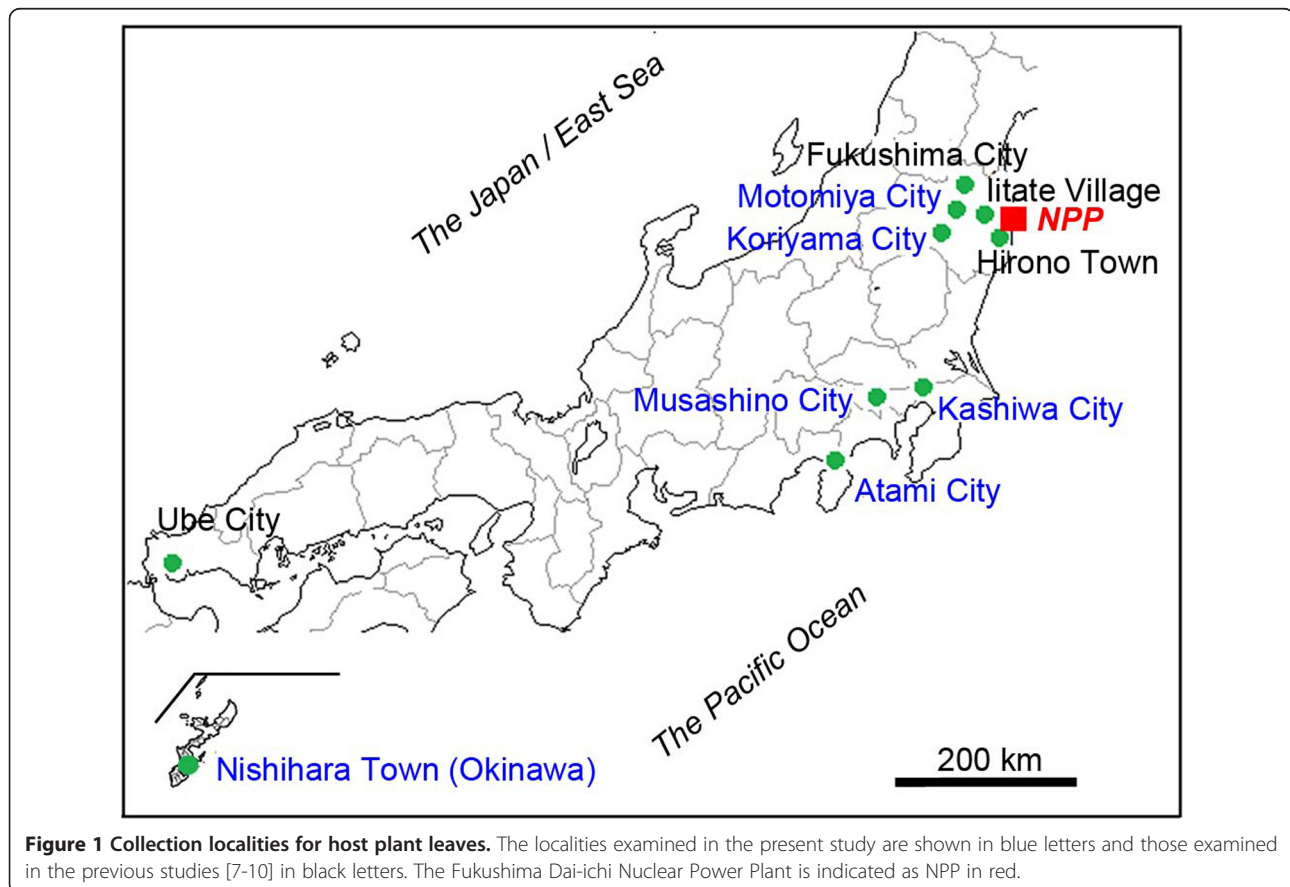 The Japan / East Sea
Fukushima City
Motomiya City
Iitate Village
NPP
Koriyama City
Hirono Town
Musashino City
Kashiwa City
Atami City
Ube City
The Pacific Ocean
Nishihara Town (Okinawa)
200 km
Figure 1 Collection localities for host plant leaves. The localities examined in the present study are shown in blue letters and those examined
in the previous studies [7-10] in black letters. The Fukushima Dai-ichi Nuclear Power Plant is indicated as NPP in red.